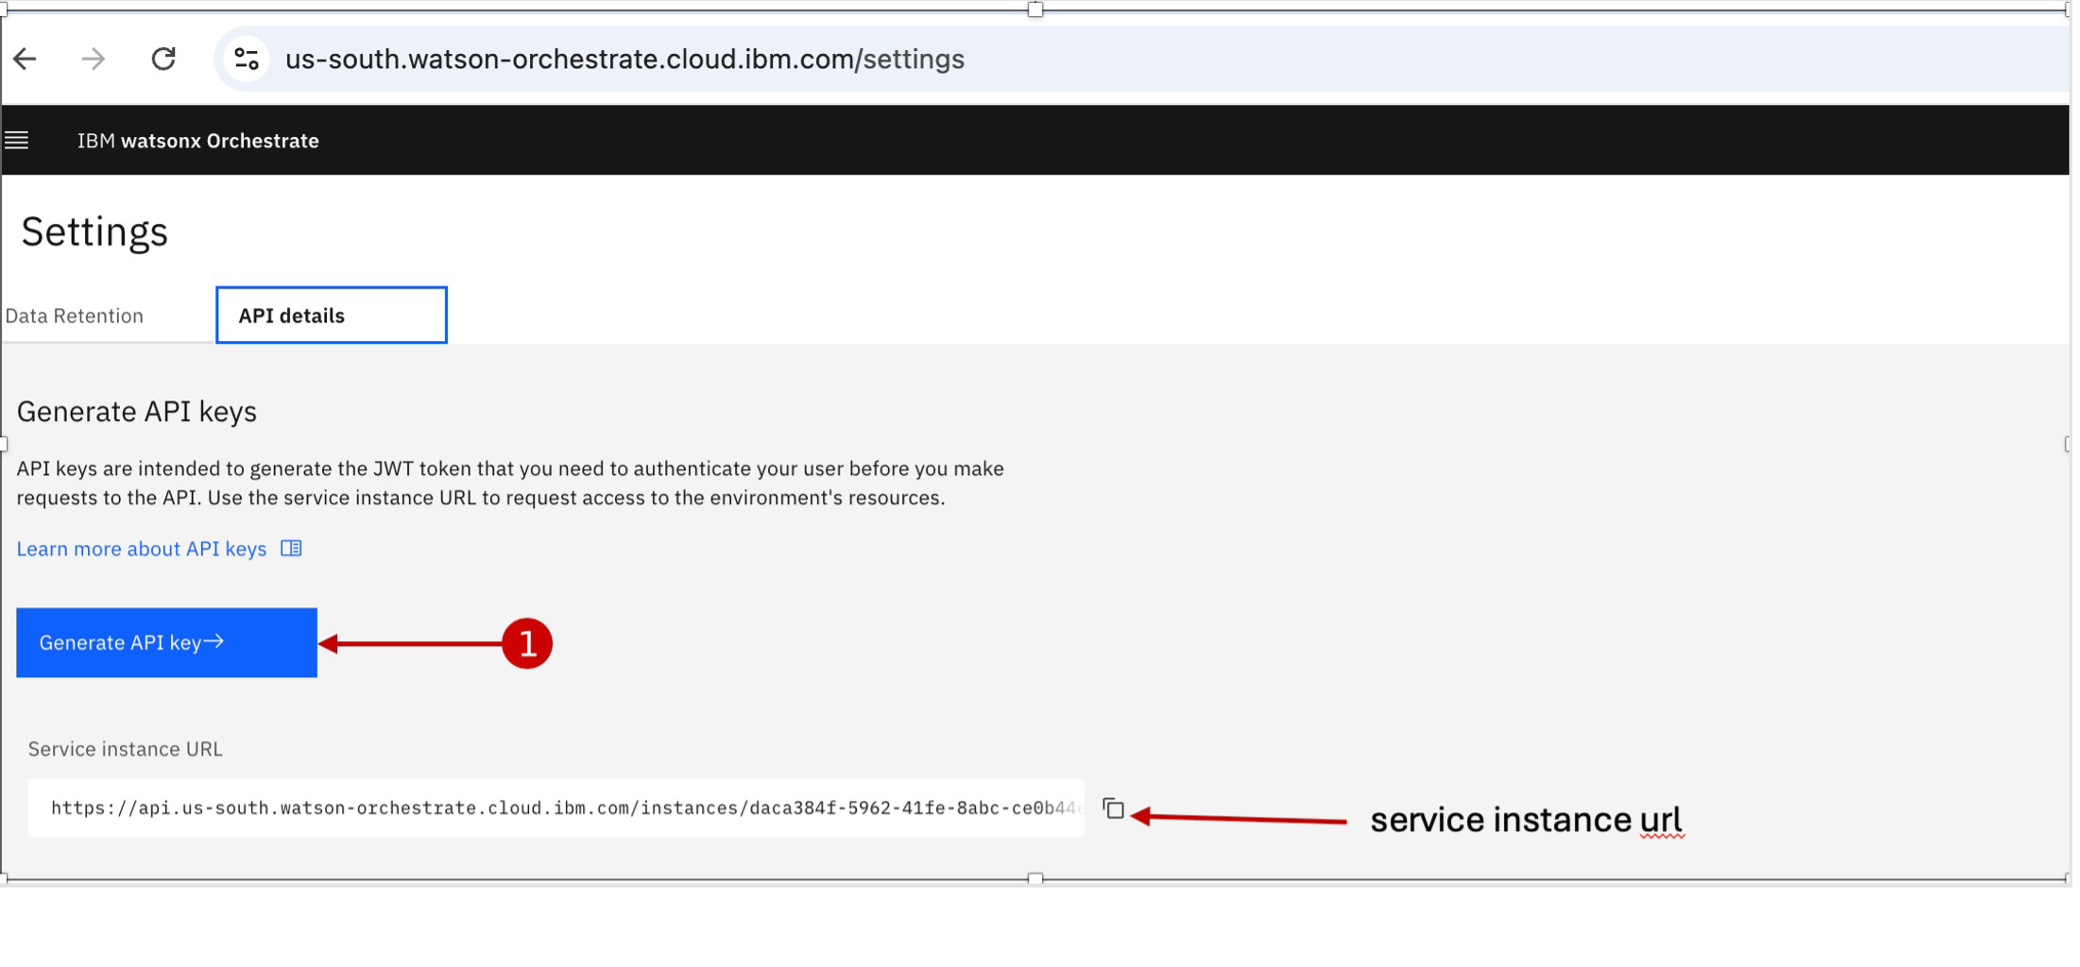 us-south.watson-orchestrate.cloud.ibm.com/settings
IBM watsonx Orchestrate
Settings
Data Retention
API details
Generate API keys
API keys are intended to generate the JWT token that you need to authenticate your user before you make
requests to the API. Use the service instance URL to request access to the environment's resources.
Learn more about API keys
Generate API key→
1
Service instance URL
https://api.us-south.watson-orchestrate.cloud.ibm.com/instances/daca384f-5962-41fe-8abc-ce0b44
service instance url